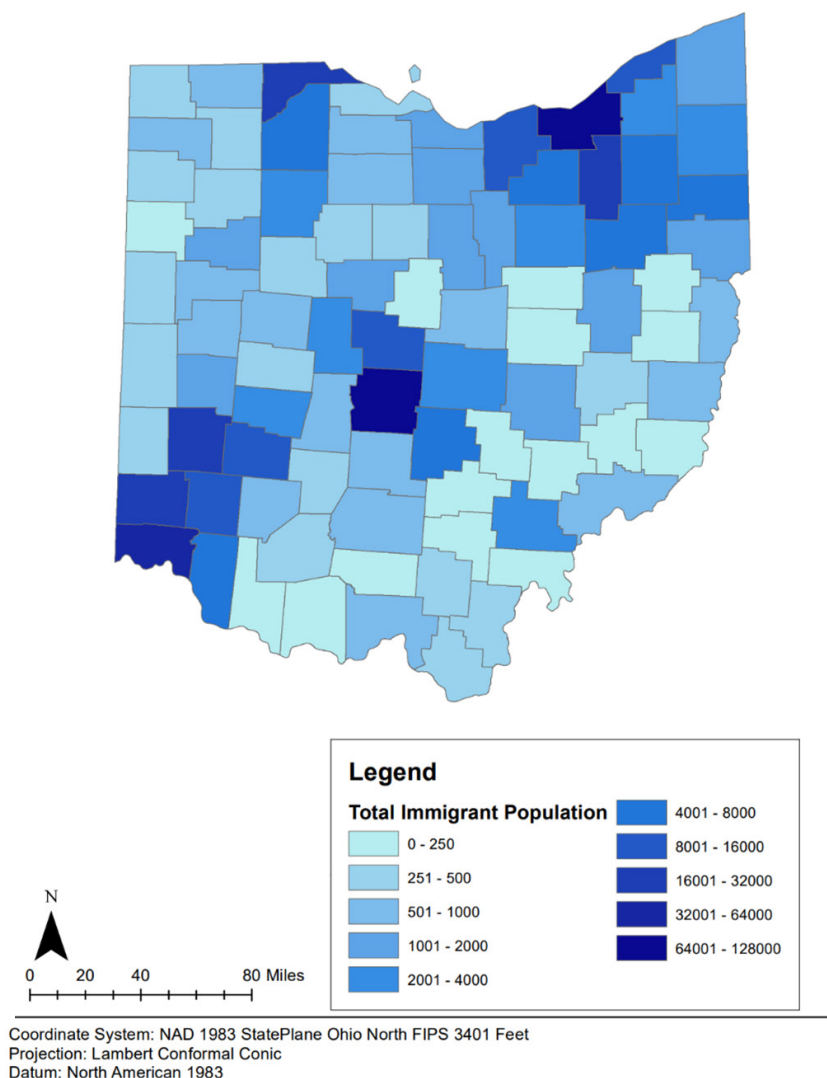 Legend
Total Immigrant Population
0 - 250
251 - 500
501 - 1000
1001 - 2000
2001 - 4000
4001 - 8000
8001 - 16000
16001 - 32000
32001 - 64000
64001 - 128000
N
0 20 40 80 Miles
Coordinate System: NAD 1983 StatePlane Ohio North FIPS 3401 Feet
Projection: Lambert Conformal Conic
Datum: North American 1983